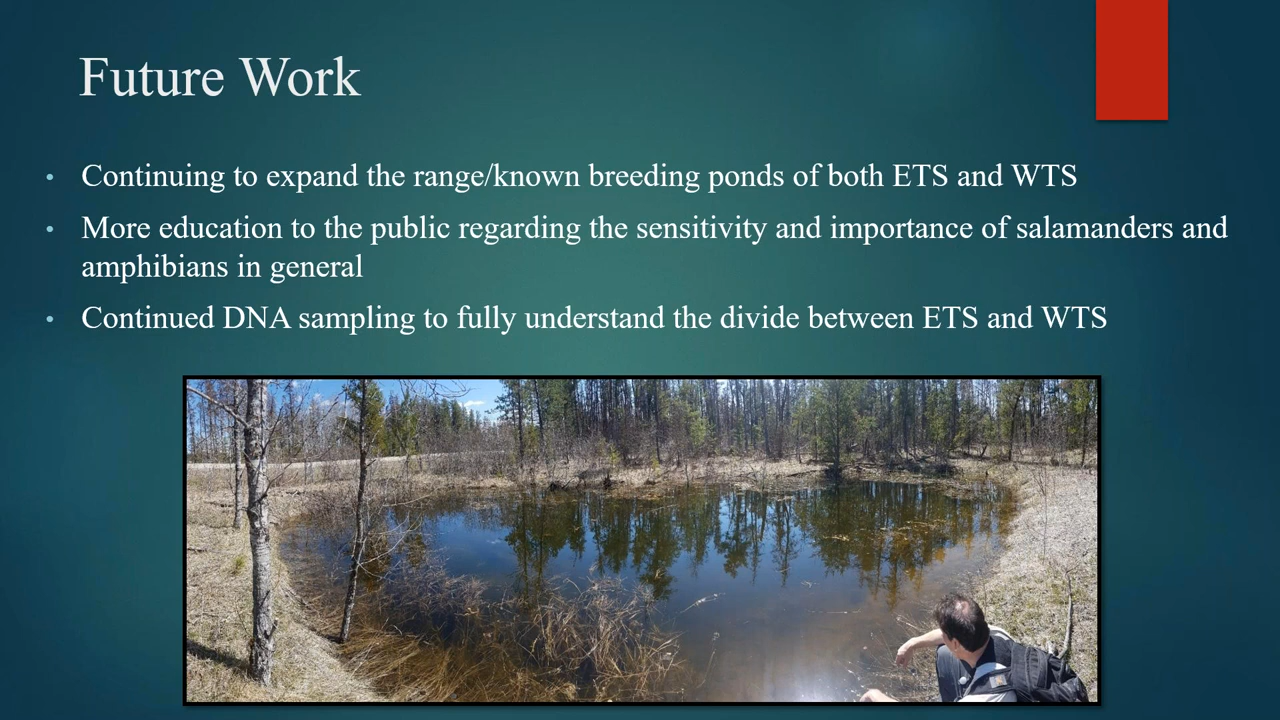 Future Work
• Continuing to expand the range/known breeding ponds of both ETS and WTS
• More education to the public regarding the sensitivity and importance of salamanders and
amphibians in general
• Continued DNA sampling to fully understand the divide between ETS and WTS